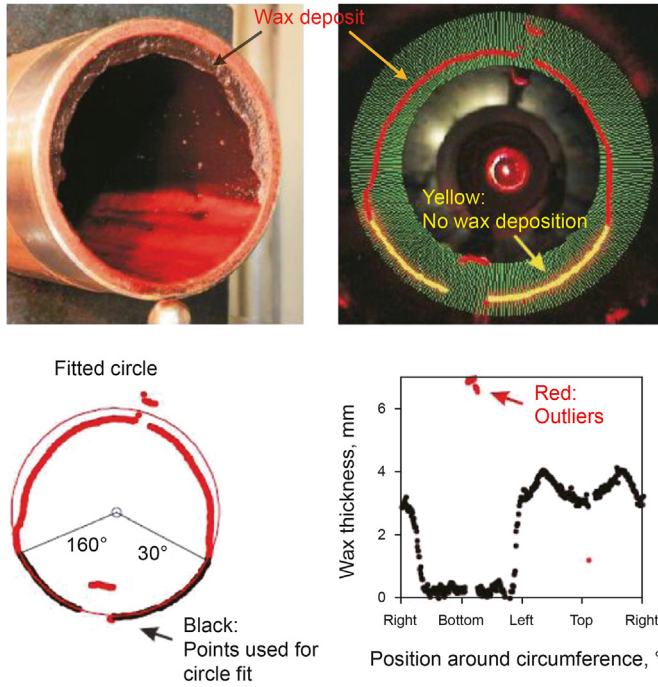 Wax deposit
Yellow:
No wax deposition
Fitted circle
160°
30°
Black:
Points used for
circle fit
Wax thickness, mm
6
4
2
0
Red:
Outliers
Right
Bottom
Left
Top
Right
Position around circumference, °